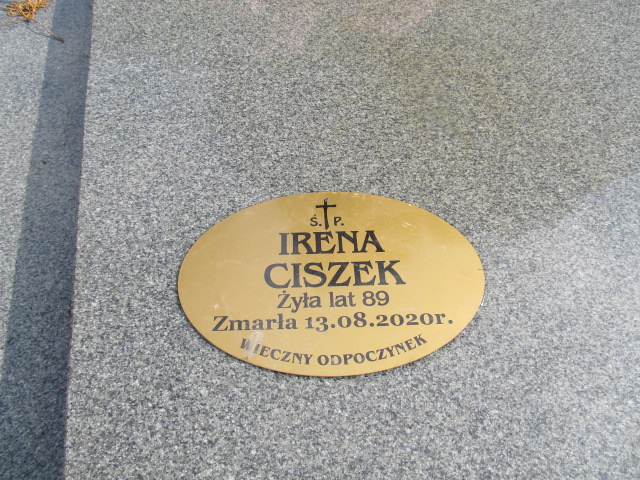 Ś. P.
IRENA
CISZEK
Żyła lat 89
Zmarła 13.08.2020r.
WIECZNY ODPOCZYNEK